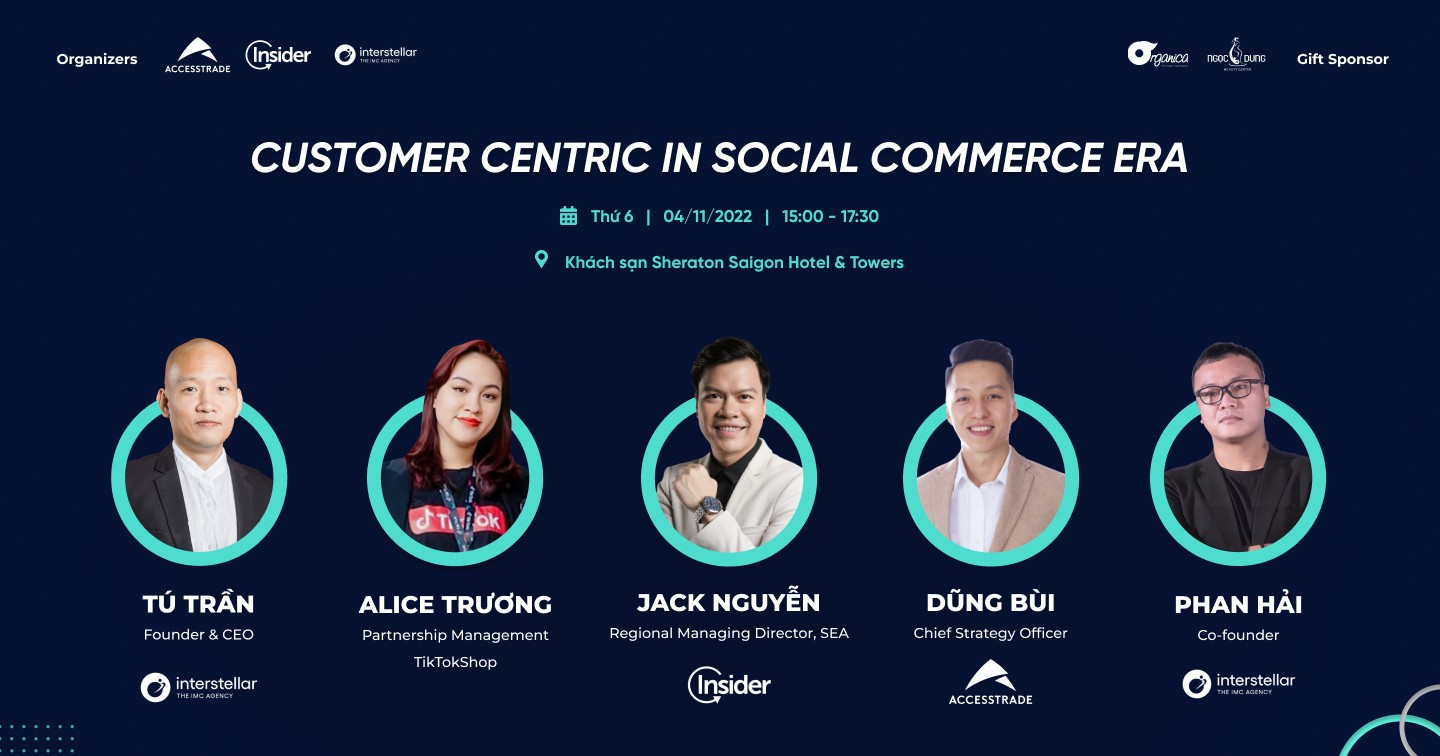 Organizers
ACCESSTRADE
Insider
interstellar
THE IMC AGENCY
Organica
NGỌC DUNG
BEAUTY CENTER
Gift Sponsor
CUSTOMER CENTRIC IN SOCIAL COMMERCE ERA
Thứ 6 | 04/11/2022 | 15:00 - 17:30
Khách sạn Sheraton Saigon Hotel & Towers
TÚ TRẦN
Founder & CEO
interstellar
THE IMC AGENCY
ALICE TRƯƠNG
Partnership Management
TikTokShop
JACK NGUYỄN
Regional Managing Director, SEA
Insider
DŨNG BÙI
Chief Strategy Officer
ACCESSTRADE
PHAN HẢI
Co-founder
interstellar
THE IMC AGENCY